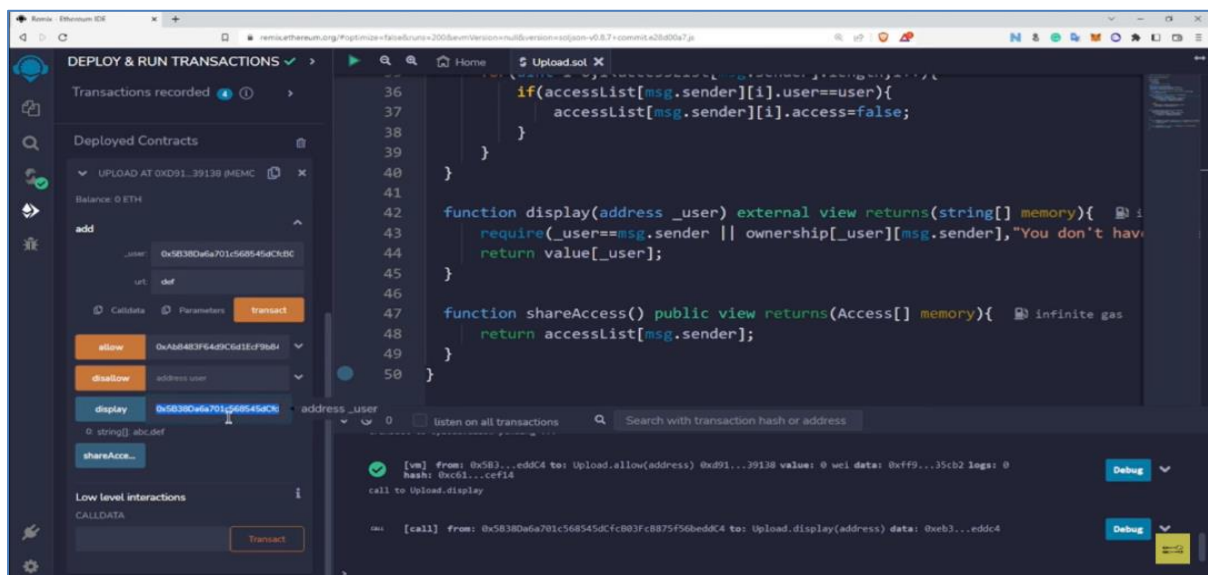 Remix - Ethereum IDE
remix.ethereum.org/#optimize=false&runs=200&evmVersion=null&version=soljson-v0.8.7+commit.e28d00a7.js
DEPLOY & RUN TRANSACTIONS
Transactions recorded 4
Deployed Contracts
UPLOAD AT 0XD91...39138 (MEMO
Balance: 0 ETH
add
_user: 0x5B38Da6a701c568545dCfcBC
url: def
Calldata Parameters transact
allow 0xAb8483F64d9C6d1EcF9b84
disallow address user
display 0x5B38Da6a701c568545dCfc
address _user
0: string[]: abc,def
shareAcce...
Low level interactions i
CALLDATA
Transact
Home Upload.sol
36 if(accessList[msg.sender][i].user==user){
37 accessList[msg.sender][i].access=false;
38 }
39 }
40 }
41
42 function display(address _user) external view returns(string[] memory){ i
43 require(_user==msg.sender || ownership[_user][msg.sender],"You don't hav
44 return value[_user];
45 }
46
47 function shareAccess() public view returns(Access[] memory){ infinite gas
48 return accessList[msg.sender];
49 }
50 }
0 listen on all transactions Search with transaction hash or address
[vm] from: 0x5B3...eddC4 to: Upload.allow(address) 0xd91...39138 value: 0 wei data: 0xff9...35cb2 logs: 0
hash: 0xc61...cef14
Debug
call to Upload.display
CALL [call] from: 0x5B38Da6a701c568545dCfcB03FcB875f56beddC4 to: Upload.display(address) data: 0xeb3...eddc4
Debug